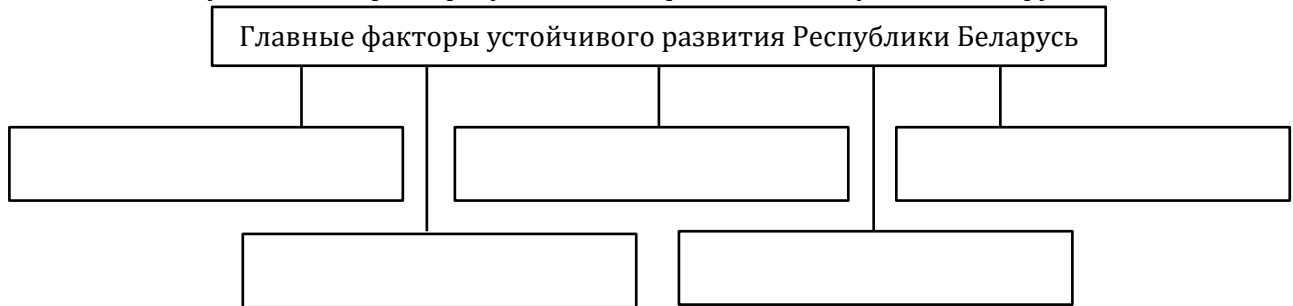 Главные факторы устойчивого развития Республики Беларусь